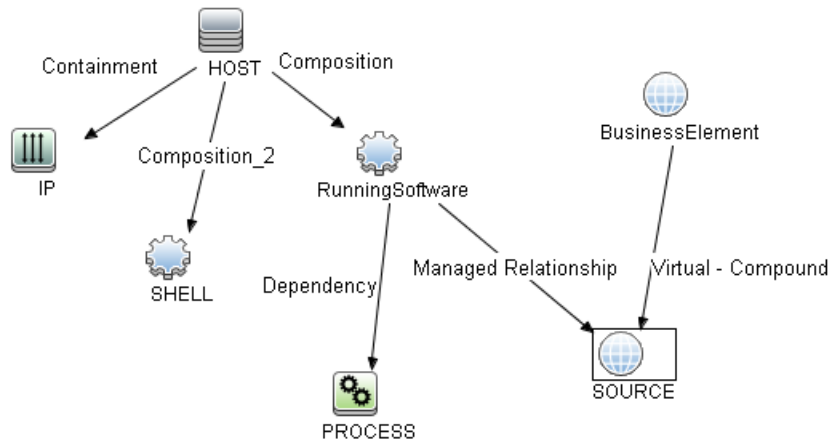 HOST
Containment
Composition
BusinessElement
Composition_2
IP
RunningSoftware
SHELL
Dependency
Managed Relationship
Virtual - Compound
SOURCE
PROCESS